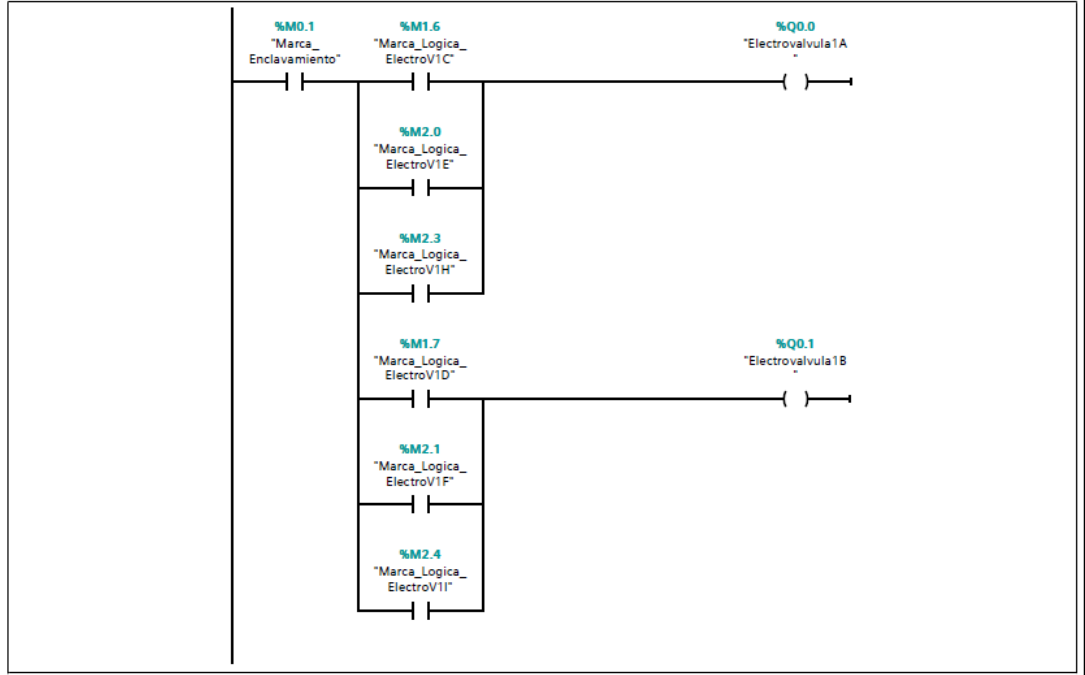 %M0.1
"Marca_
Enclavamiento"
%M1.6
"Marca_Logica_
ElectroV1C"
%Q0.0
"Electrovalvula1A
"
%M2.0
"Marca_Logica_
ElectroV1E"
%M2.3
"Marca_Logica_
ElectroV1H"
%M1.7
"Marca_Logica_
ElectroV1D"
%Q0.1
"Electrovalvula1B
"
%M2.1
"Marca_Logica_
ElectroV1F"
%M2.4
"Marca_Logica_
ElectroV1I"